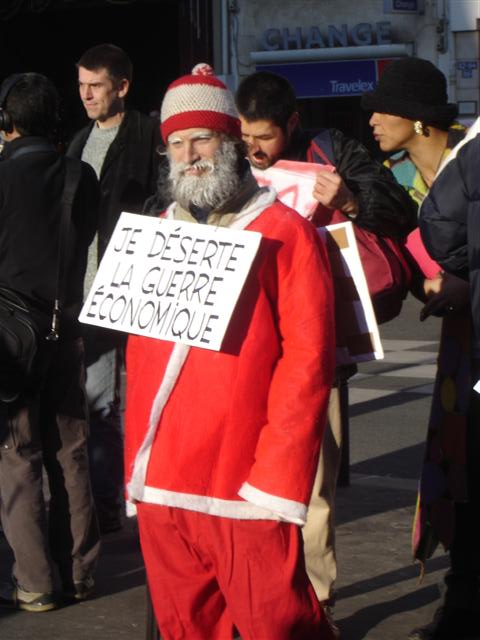 CHANGE
Travelex
JE DÉSERTE
LA GUERRE
ÉCONOMIQUE